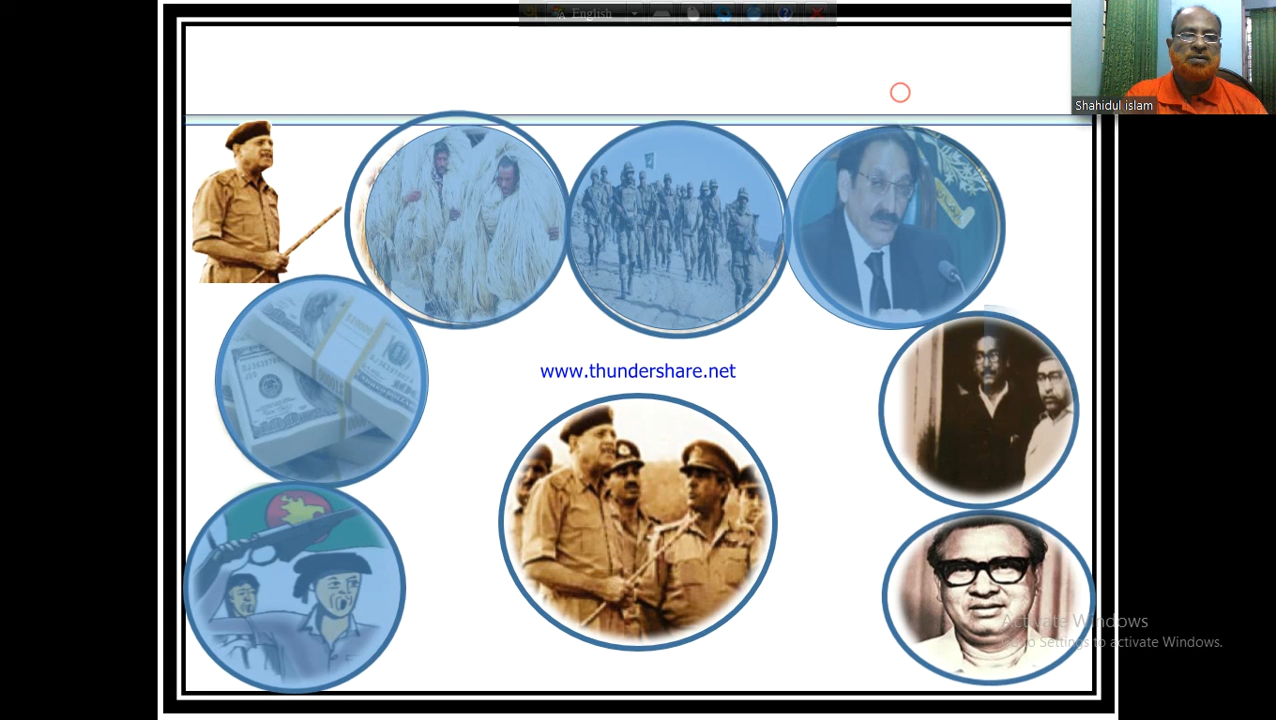 English
Shahidul islam
www.thundershare.net
Activate Windows
Go to Settings to activate Windows.